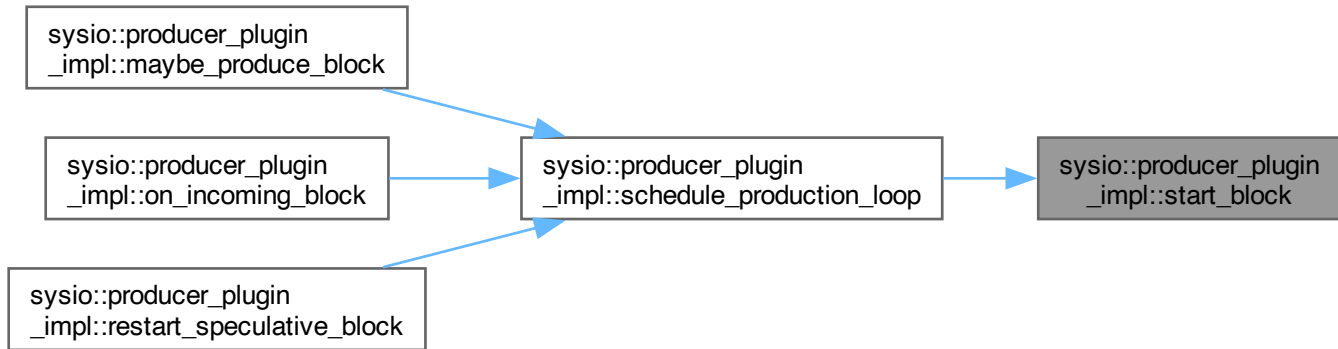 sysio::producer_plugin
_impl::maybe_produce_block
sysio::producer_plugin
_impl::on_incoming_block
sysio::producer_plugin
_impl::restart_speculative_block
sysio::producer_plugin
_impl::schedule_production_loop
sysio::producer_plugin
_impl::start_block